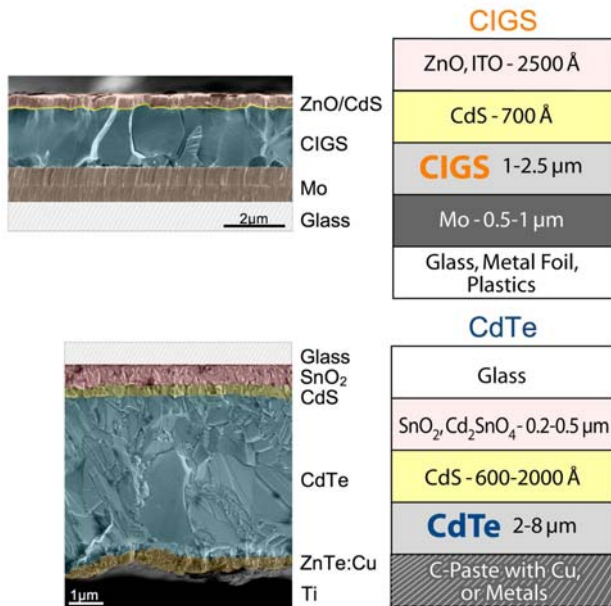 CIGS
ZnO/CdS
CIGS
Mo
Glass
2µm
ZnO, ITO - 2500 Å
CdS - 700 Å
CIGS 1-2.5 µm
Mo - 0.5-1 µm
Glass, Metal Foil,
Plastics
CdTe
Glass
SnO₂
CdS
CdTe
ZnTe:Cu
Ti
1µm
Glass
SnO₂, Cd₂SnO₄ - 0.2-0.5 µm
CdS - 600-2000 Å
CdTe 2-8 µm
C-Paste with Cu,
or Metals